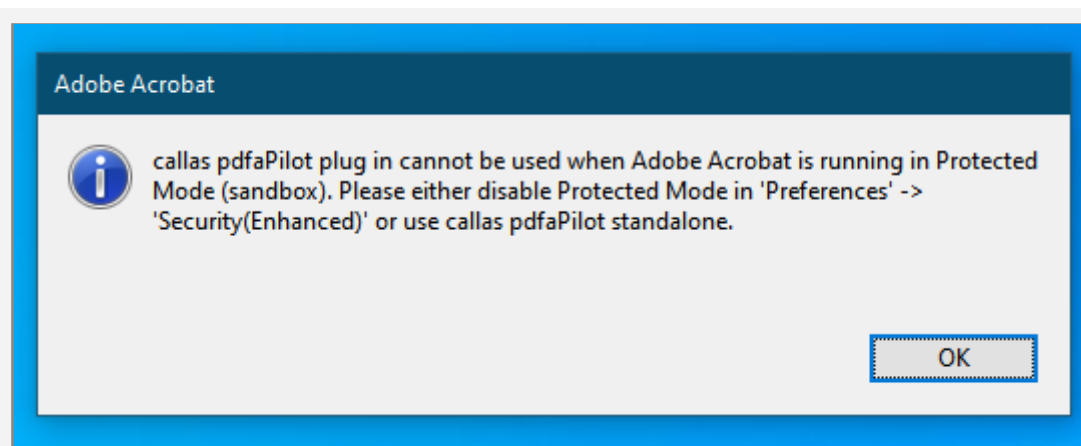 Adobe Acrobat
callas pdfaPilot plug in cannot be used when Adobe Acrobat is running in Protected
Mode (sandbox). Please either disable Protected Mode in 'Preferences' ->
'Security(Enhanced)' or use callas pdfaPilot standalone.
OK